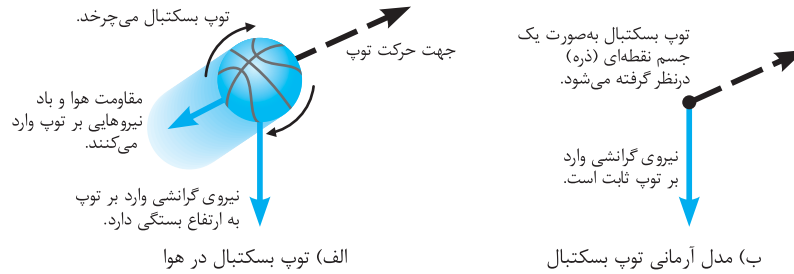 توپ بسکتبال می‌چرخد.
جهت حرکت توپ
مقاومت هوا و باد
نیروهایی بر توپ وارد
می‌کنند.
نیروی گرانشی وارد بر توپ
به ارتفاع بستگی دارد.
الف) توپ بسکتبال در هوا
توپ بسکتبال به‌صورت یک
جسم نقطه‌ای (ذره)
درنظر گرفته می‌شود.
نیروی گرانشی وارد
بر توپ ثابت است.
ب) مدل آرمانی توپ بسکتبال